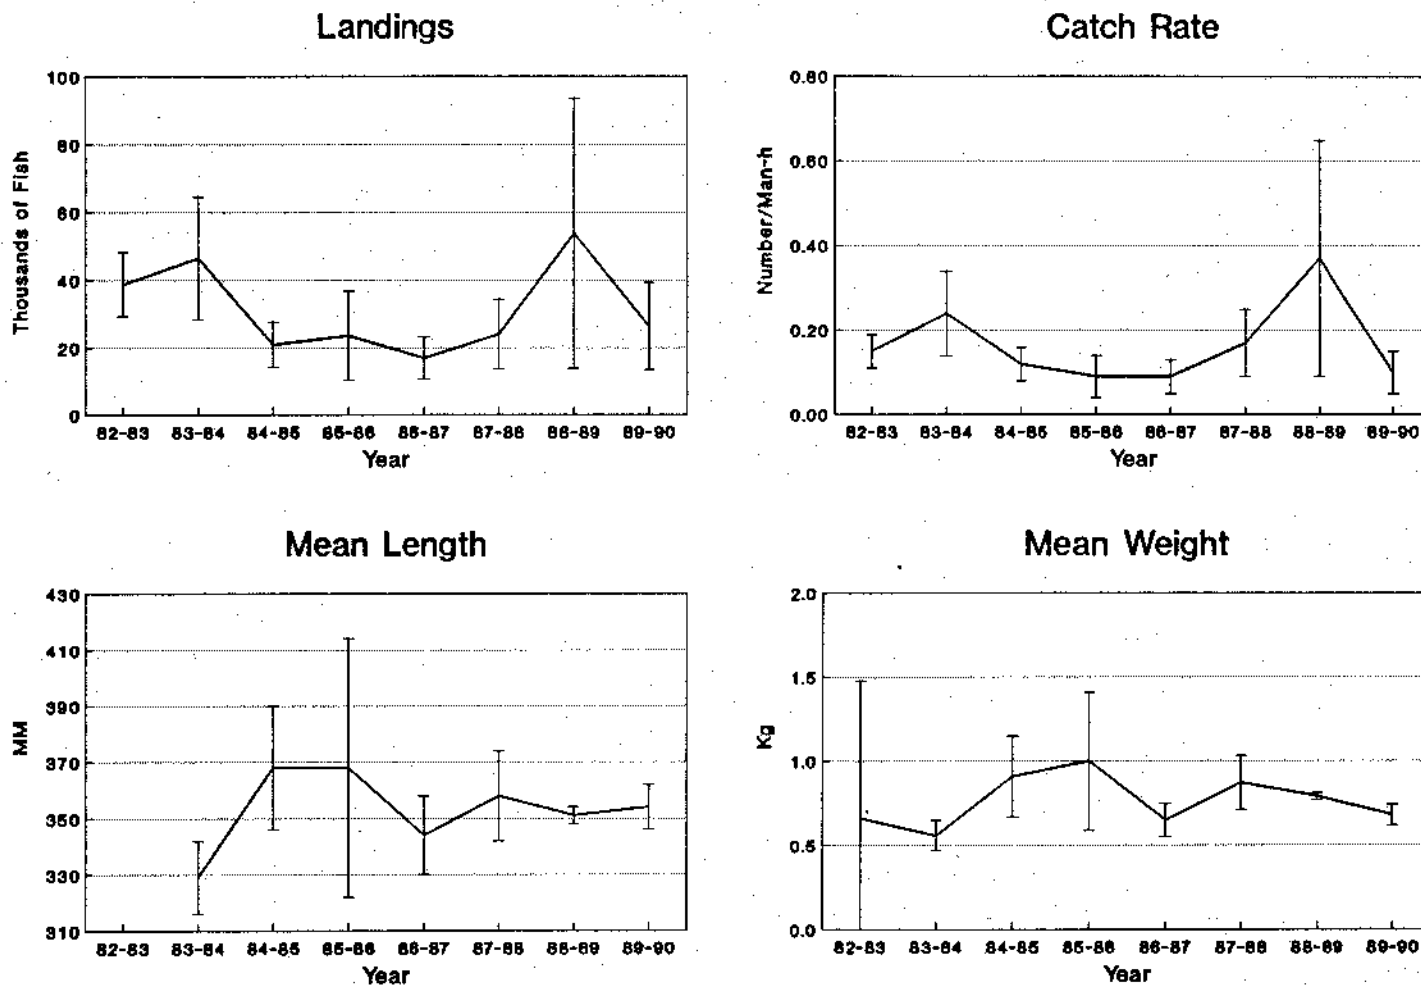 Landings
100
80
60
40
20
0
Thousands of Fish
82-83 83-84 84-85 85-86 86-87 87-88 88-89 89-90
Year
Catch Rate
0.80
0.60
0.40
0.20
0.00
Number/Man-h
82-83 83-84 84-85 85-86 86-87 87-88 88-89 89-90
Year
Mean Length
430
410
390
370
350
330
310
MM
82-83 83-84 84-85 85-86 86-87 87-88 88-89 89-90
Year
Mean Weight
2.0
1.5
1.0
0.5
0.0
Kg
82-83 83-84 84-85 85-86 86-87 87-88 88-89 89-90
Year